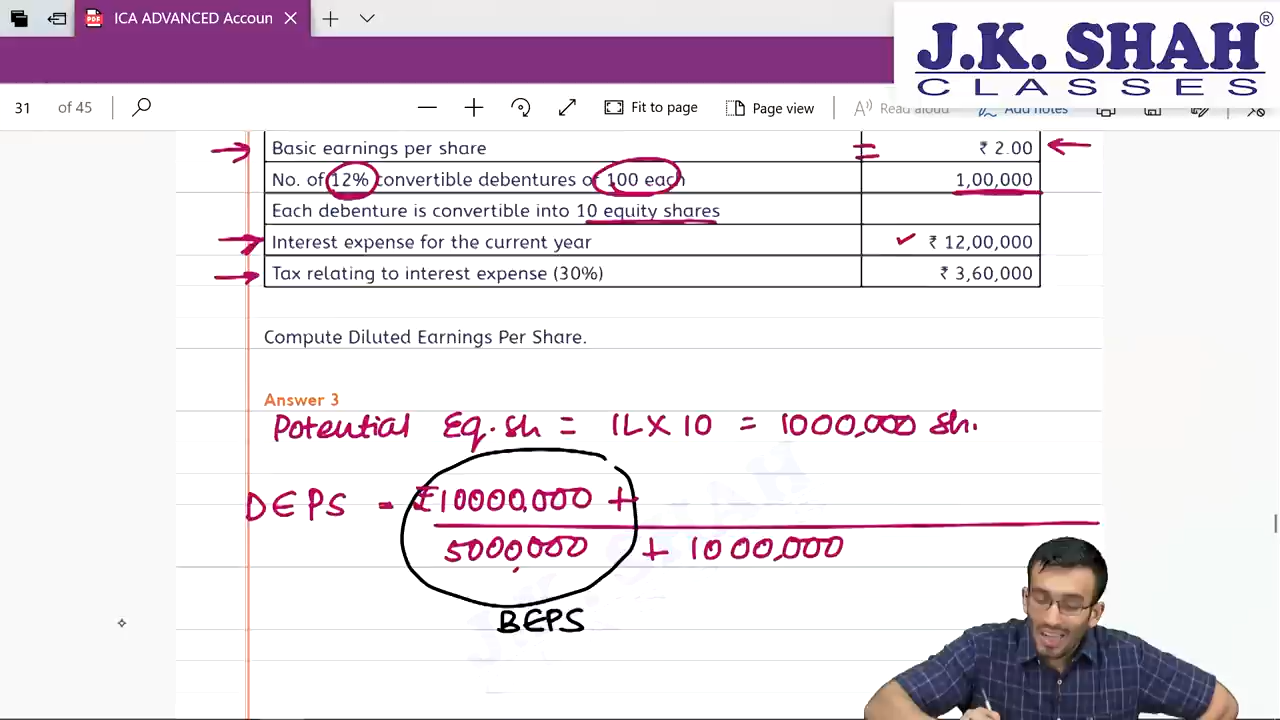 ICA ADVANCED Accoun
J.K. SHAH®
CLASSES
31 of 45
Fit to page
Page view
Read aloud
Add notes
Basic earnings per share = ₹ 2.00
No. of 12% convertible debentures of 100 each 1,00,000
Each debenture is convertible into 10 equity shares
Interest expense for the current year ✓ ₹ 12,00,000
Tax relating to interest expense (30%) ₹ 3,60,000
Compute Diluted Earnings Per Share.
Answer 3
Potential Eq. sh = 1L X 10 = 1000,000 sh.
DEPS = ₹10000,000 +
5000,000 + 1000,000
BEPS
J.K. SHAH